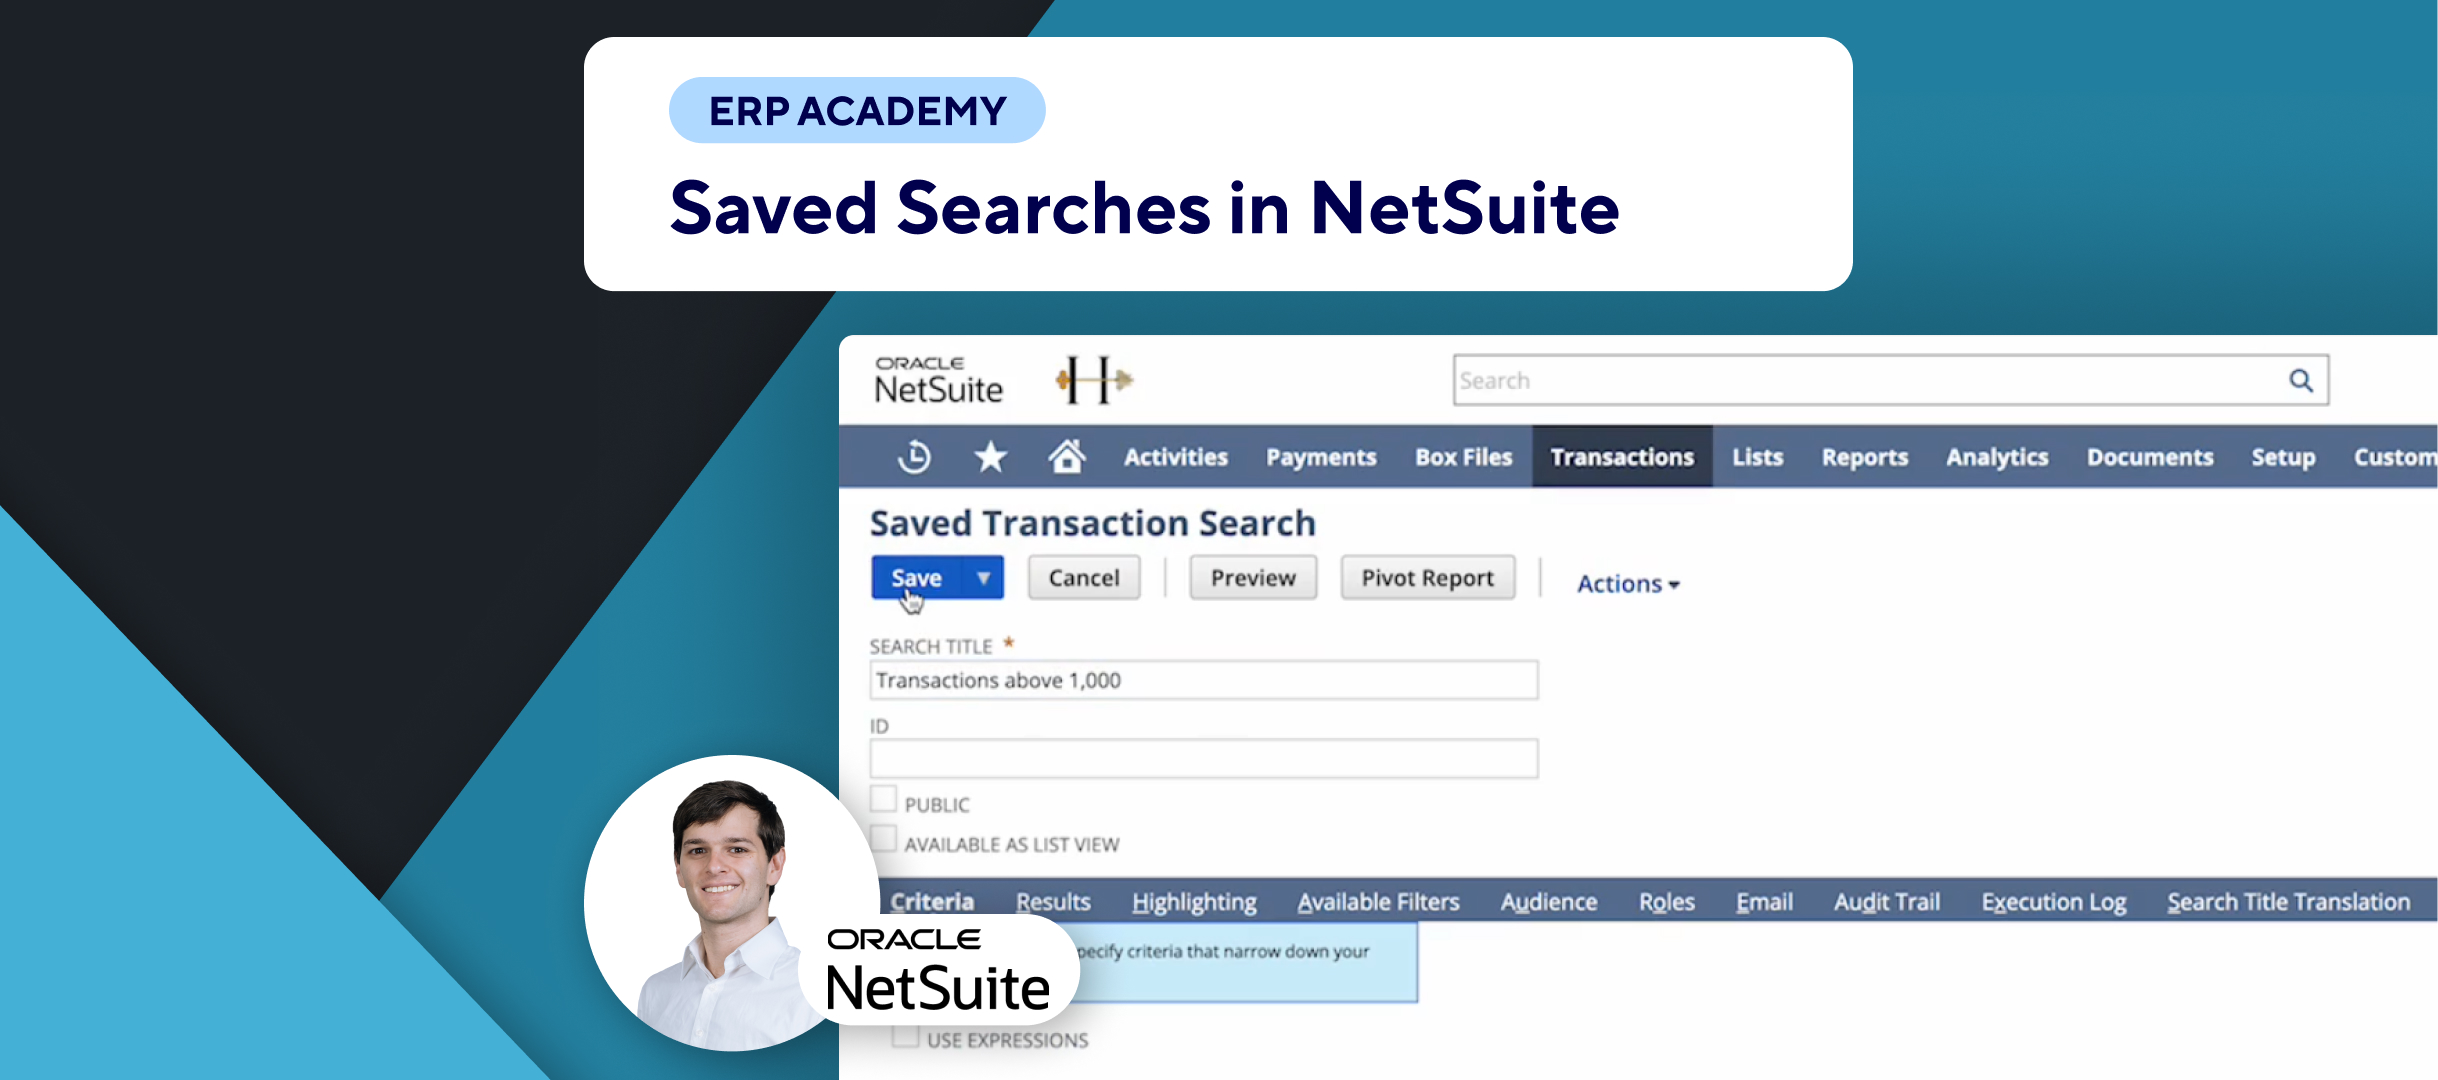 ERP ACADEMY
Saved Searches in NetSuite
ORACLE
NetSuite
H
Search
Activities Payments Box Files Transactions Lists Reports Analytics Documents Setup Custom
Saved Transaction Search
Save Cancel Preview Pivot Report Actions
SEARCH TITLE *
Transactions above 1,000
ID
PUBLIC
AVAILABLE AS LIST VIEW
Criteria Results Highlighting Available Filters Audience Roles Email Audit Trail Execution Log Search Title Translation
criteria that narrow down your
ORACLE
NetSuite
USE EXPRESSIONS